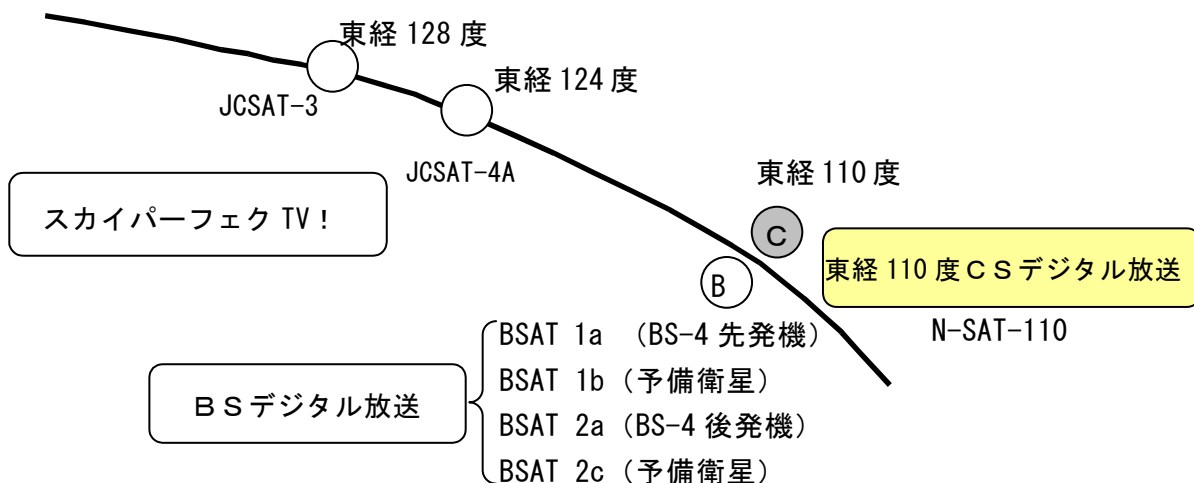 東経 128 度
東経 124 度
JCSAT-3
JCSAT-4A
東経 110 度
スカイパーフェク TV！
C
東経 110 度ＣＳデジタル放送
B
N-SAT-110
BSAT 1a （BS-4 先発機）
BSAT 1b （予備衛星）
ＢＳデジタル放送
BSAT 2a （BS-4 後発機）
BSAT 2c （予備衛星）